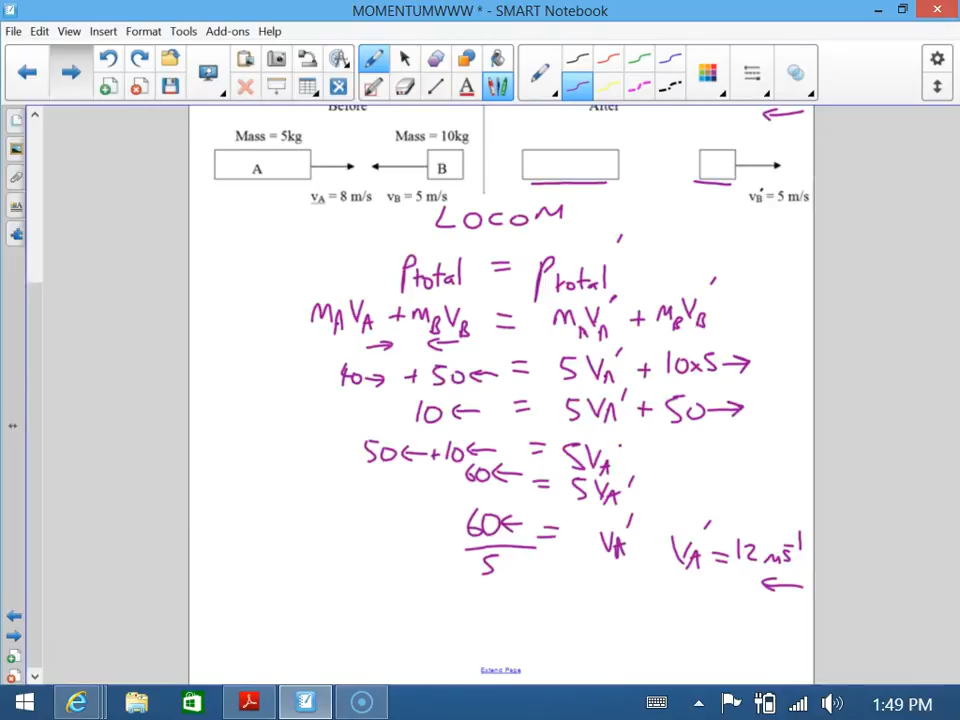 MOMENTUMWWW * - SMART Notebook
File Edit View Insert Format Tools Add-ons Help
Before After
Mass = 5kg Mass = 10kg
A B
vA = 8 m/s vB = 5 m/s vB' = 5 m/s
LOCOM
Ptotal = Ptotal'
mAVA + mBVB = mAVA' + mBVB'
→ ←
40→ + 50← = 5VA' + 10x5→
10← = 5VA' + 50→
50←+10← = 5VA'
60← = 5VA'
60←/5 = VA' VA' = 12 ms⁻¹
←
Extend Page
1:49 PM